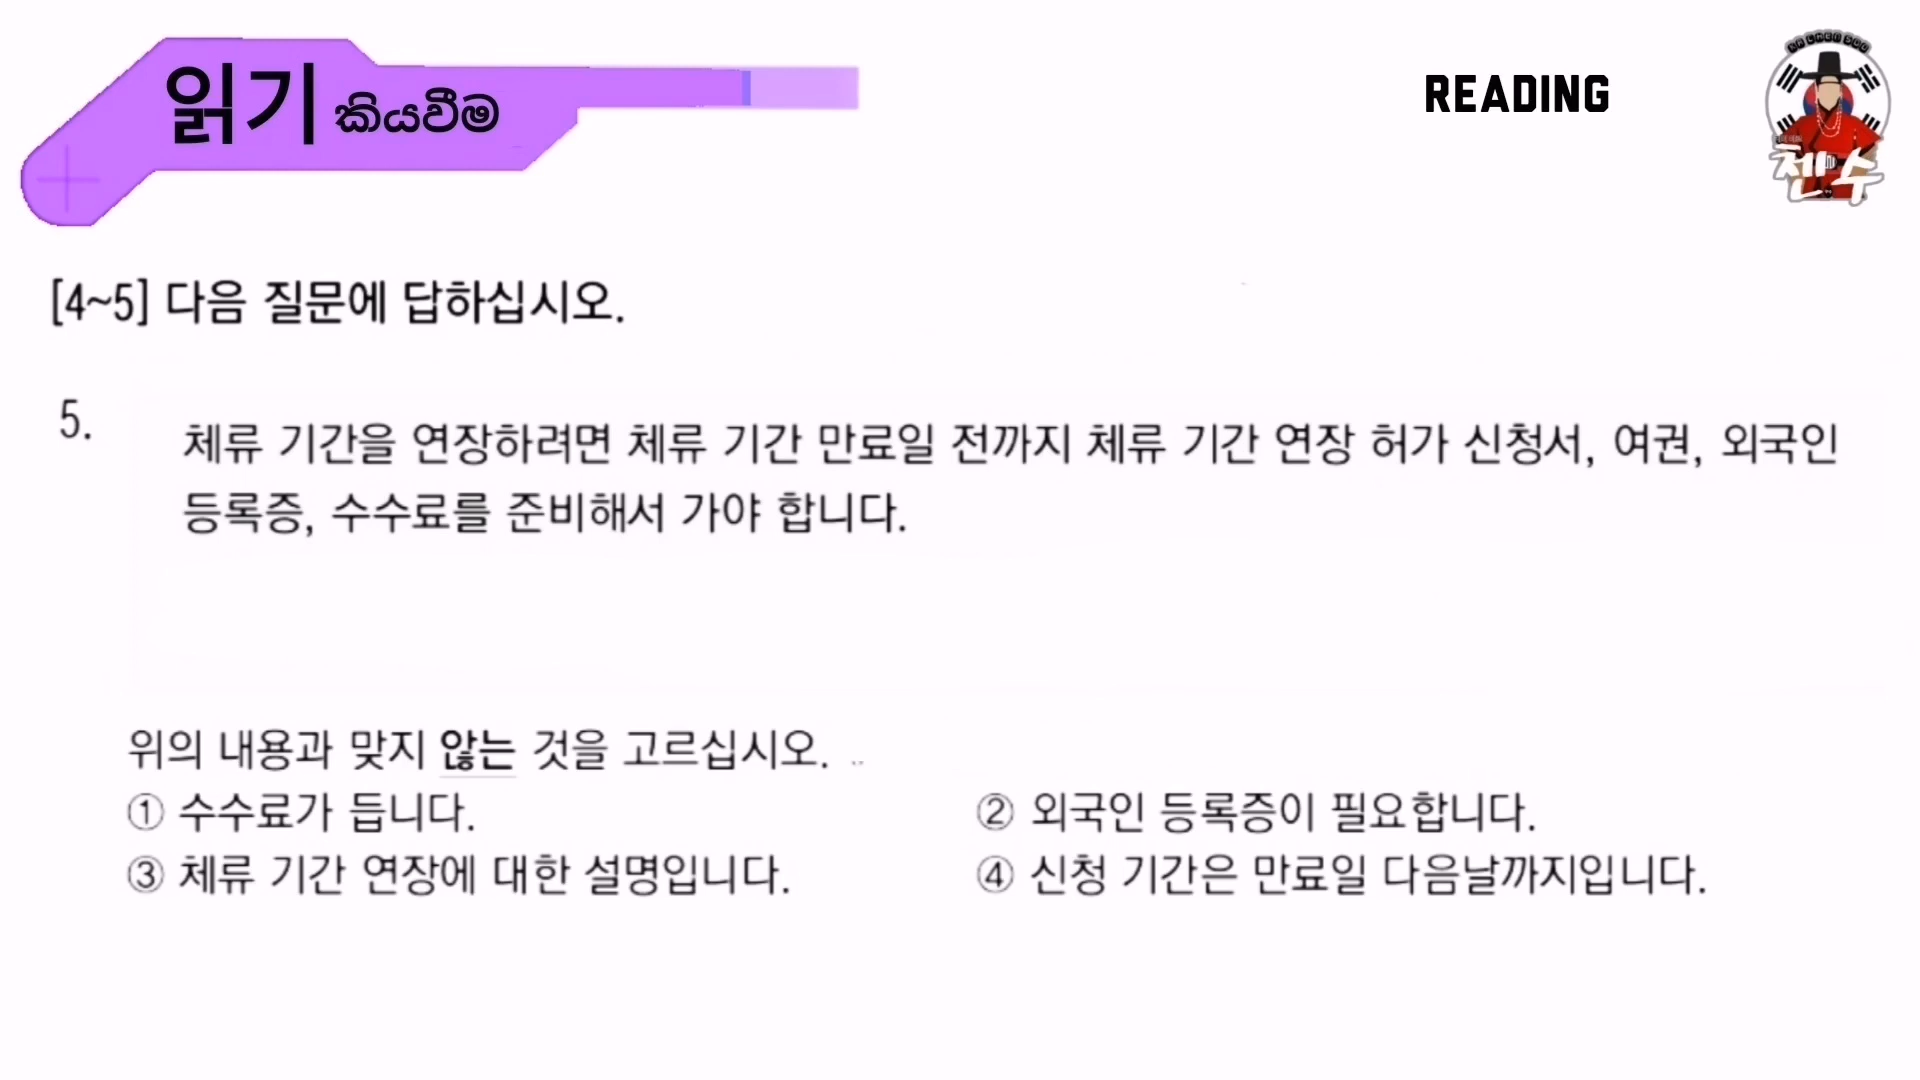 읽기 කියවීම
READING
[4~5] 다음 질문에 답하십시오.
5.
체류 기간을 연장하려면 체류 기간 만료일 전까지 체류 기간 연장 허가 신청서, 여권, 외국인
등록증, 수수료를 준비해서 가야 합니다.
위의 내용과 맞지 않는 것을 고르십시오.
① 수수료가 듭니다.
② 외국인 등록증이 필요합니다.
③ 체류 기간 연장에 대한 설명입니다.
④ 신청 기간은 만료일 다음날까지입니다.